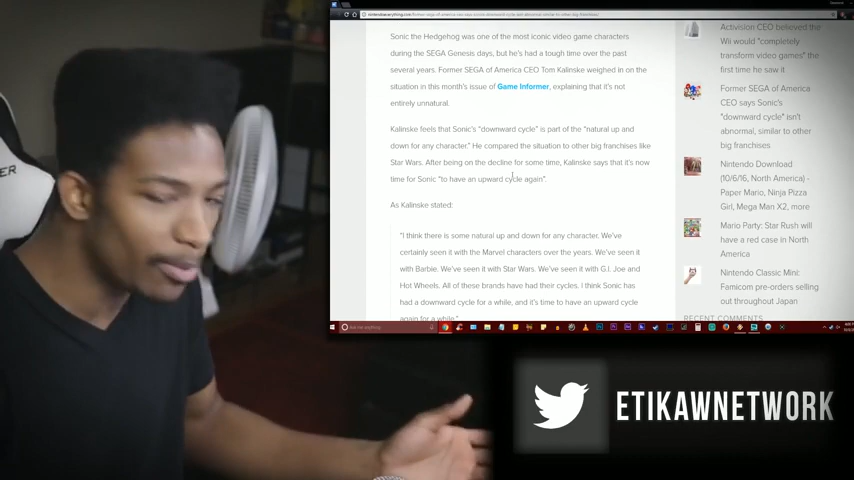 Sonic the Hedgehog was one of the most iconic video game characters
during the SEGA Genesis days, but he's had a tough time over the past
several years. Former SEGA of America CEO Tom Kalinske weighed in on the
situation in this month's issue of Game Informer, explaining that it's not
entirely unnatural.
Kalinske feels that Sonic's "downward cycle" is part of the "natural up and
down for any character." He compared the situation to other big franchises like
Star Wars. After being on the decline for some time, Kalinske says that it's now
time for Sonic "to have an upward cycle again".
As Kalinske stated:
"I think there is some natural up and down for any character. We've
certainly seen it with the Marvel characters over the years. We've seen it
with Barbie. We've seen it with Star Wars. We've seen it with G.I. Joe and
Hot Wheels. All of these brands have had their cycles. I think Sonic has
had a downward cycle for a while, and it's time to have an upward cycle
again for a while."
Activision CEO believed the
Wii would "completely
transform video games" the
first time he saw it
Former SEGA of America
CEO says Sonic's
"downward cycle" isn't
abnormal, similar to other
big franchises
Nintendo Download
(10/6/16, North America) -
Paper Mario, Ninja Pizza
Girl, Mega Man X2, more
Mario Party: Star Rush will
have a red case in North
America
Nintendo Classic Mini:
Famicom pre-orders selling
out throughout Japan
RECENT COMMENTS
Ask me anything
ETIKAWNETWORK